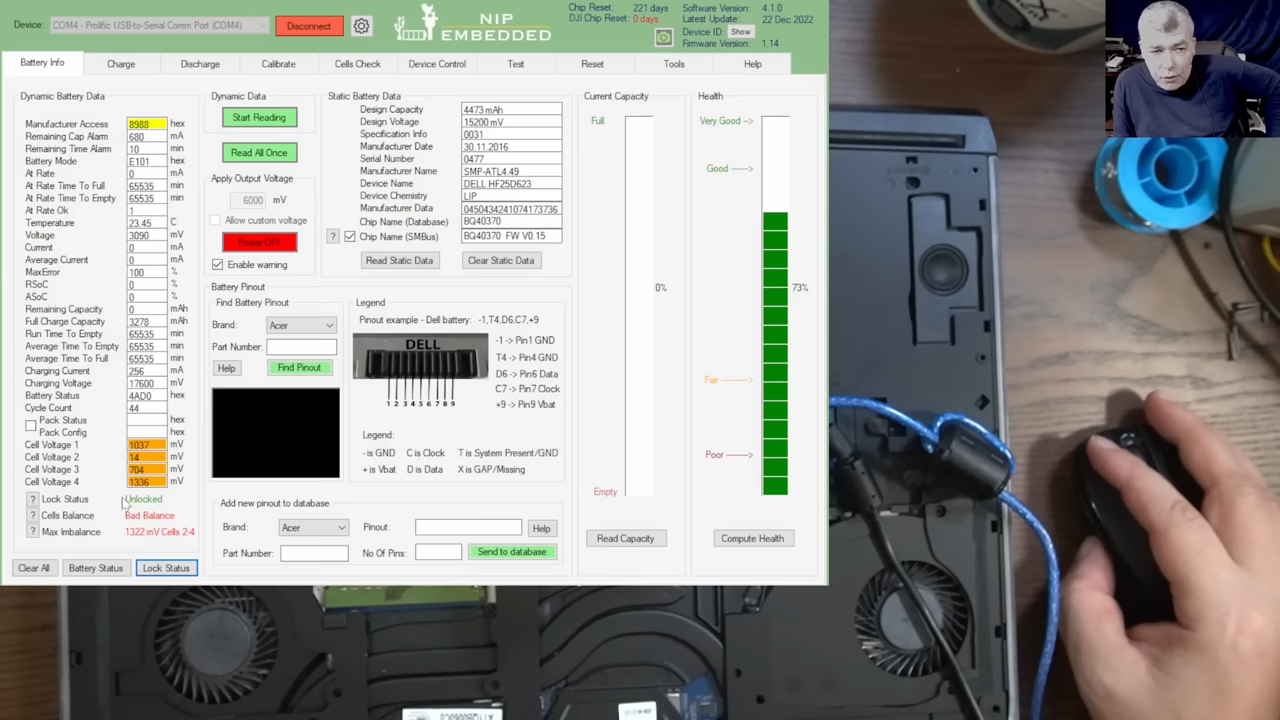 Device: COM4 - Prolific USB-to-Serial Comm Port (COM4) Disconnect
NIP EMBEDDED
Chip Reset: 221 days
DJI Chip Reset: 0 days
Software Version: 4.1.0
Latest Update: 22 Dec 2022
Device ID: Show
Firmware Version: 1.14
Battery Info Charge Discharge Calibrate Cells Check Device Control Test Reset Tools Help
Dynamic Battery Data
Manufacturer Access 8988 hex
Remaining Cap Alarm 680 mA
Remaining Time Alarm 10 min
Battery Mode E101 hex
At Rate 0 mA
At Rate Time To Full 65535 min
At Rate Time To Empty 65535 min
At Rate Ok 1
Temperature 23.45 C
Voltage 3090 mV
Current 0 mA
Average Current 0 mA
MaxError 100 %
RSoC 0 %
ASoC 0 %
Remaining Capacity 0 mAh
Full Charge Capacity 3278 mAh
Run Time To Empty 65535 min
Average Time To Empty 65535 min
Average Time To Full 65535 min
Charging Current 256 mA
Charging Voltage 17600 mV
Battery Status 4AD0 hex
Cycle Count 44
Pack Status hex
Pack Config hex
Cell Voltage 1 1037 mV
Cell Voltage 2 14 mV
Cell Voltage 3 704 mV
Cell Voltage 4 1336 mV
? Lock Status Unlocked
? Cells Balance Bad Balance
? Max Imbalance 1322 mV Cells 2-4
Clear All Battery Status Lock Status
Dynamic Data
Start Reading
Read All Once
Apply Output Voltage
6000 mV
Allow custom voltage
Power OFF
Enable warning
Static Battery Data
Design Capacity 4473 mAh
Design Voltage 15200 mV
Specification Info 0031
Manufacturer Date 30.11.2016
Serial Number 0477
Manufacturer Name SMP-ATL4.49
Device Name DELL HF25D623
Device Chemistry LIP
Manufacturer Data 0450434241074173736
Chip Name (Database) BQ40370
? Chip Name (SMBus) BQ40370 FW V0.15
Read Static Data Clear Static Data
Battery Pinout
Find Battery Pinout
Brand: Acer
Part Number:
Help Find Pinout
Legend
Pinout example - Dell battery: -1,T4,D6,C7,+9
DELL
1 2 3 4 5 6 7 8 9
-1 -> Pin1 GND
T4 -> Pin4 GND
D6 -> Pin6 Data
C7 -> Pin7 Clock
+9 -> Pin9 Vbat
Legend:
- is GND C is Clock T is System Present/GND
+ is Vbat D is Data X is GAP/Missing
Add new pinout to database
Brand: Acer Pinout: Help
Part Number: No Of Pins: Send to database
Current Capacity
Full
0%
Empty
Read Capacity
Health
Very Good -->
Good ---->
73%
Fair ------->
Poor ------>
Compute Health